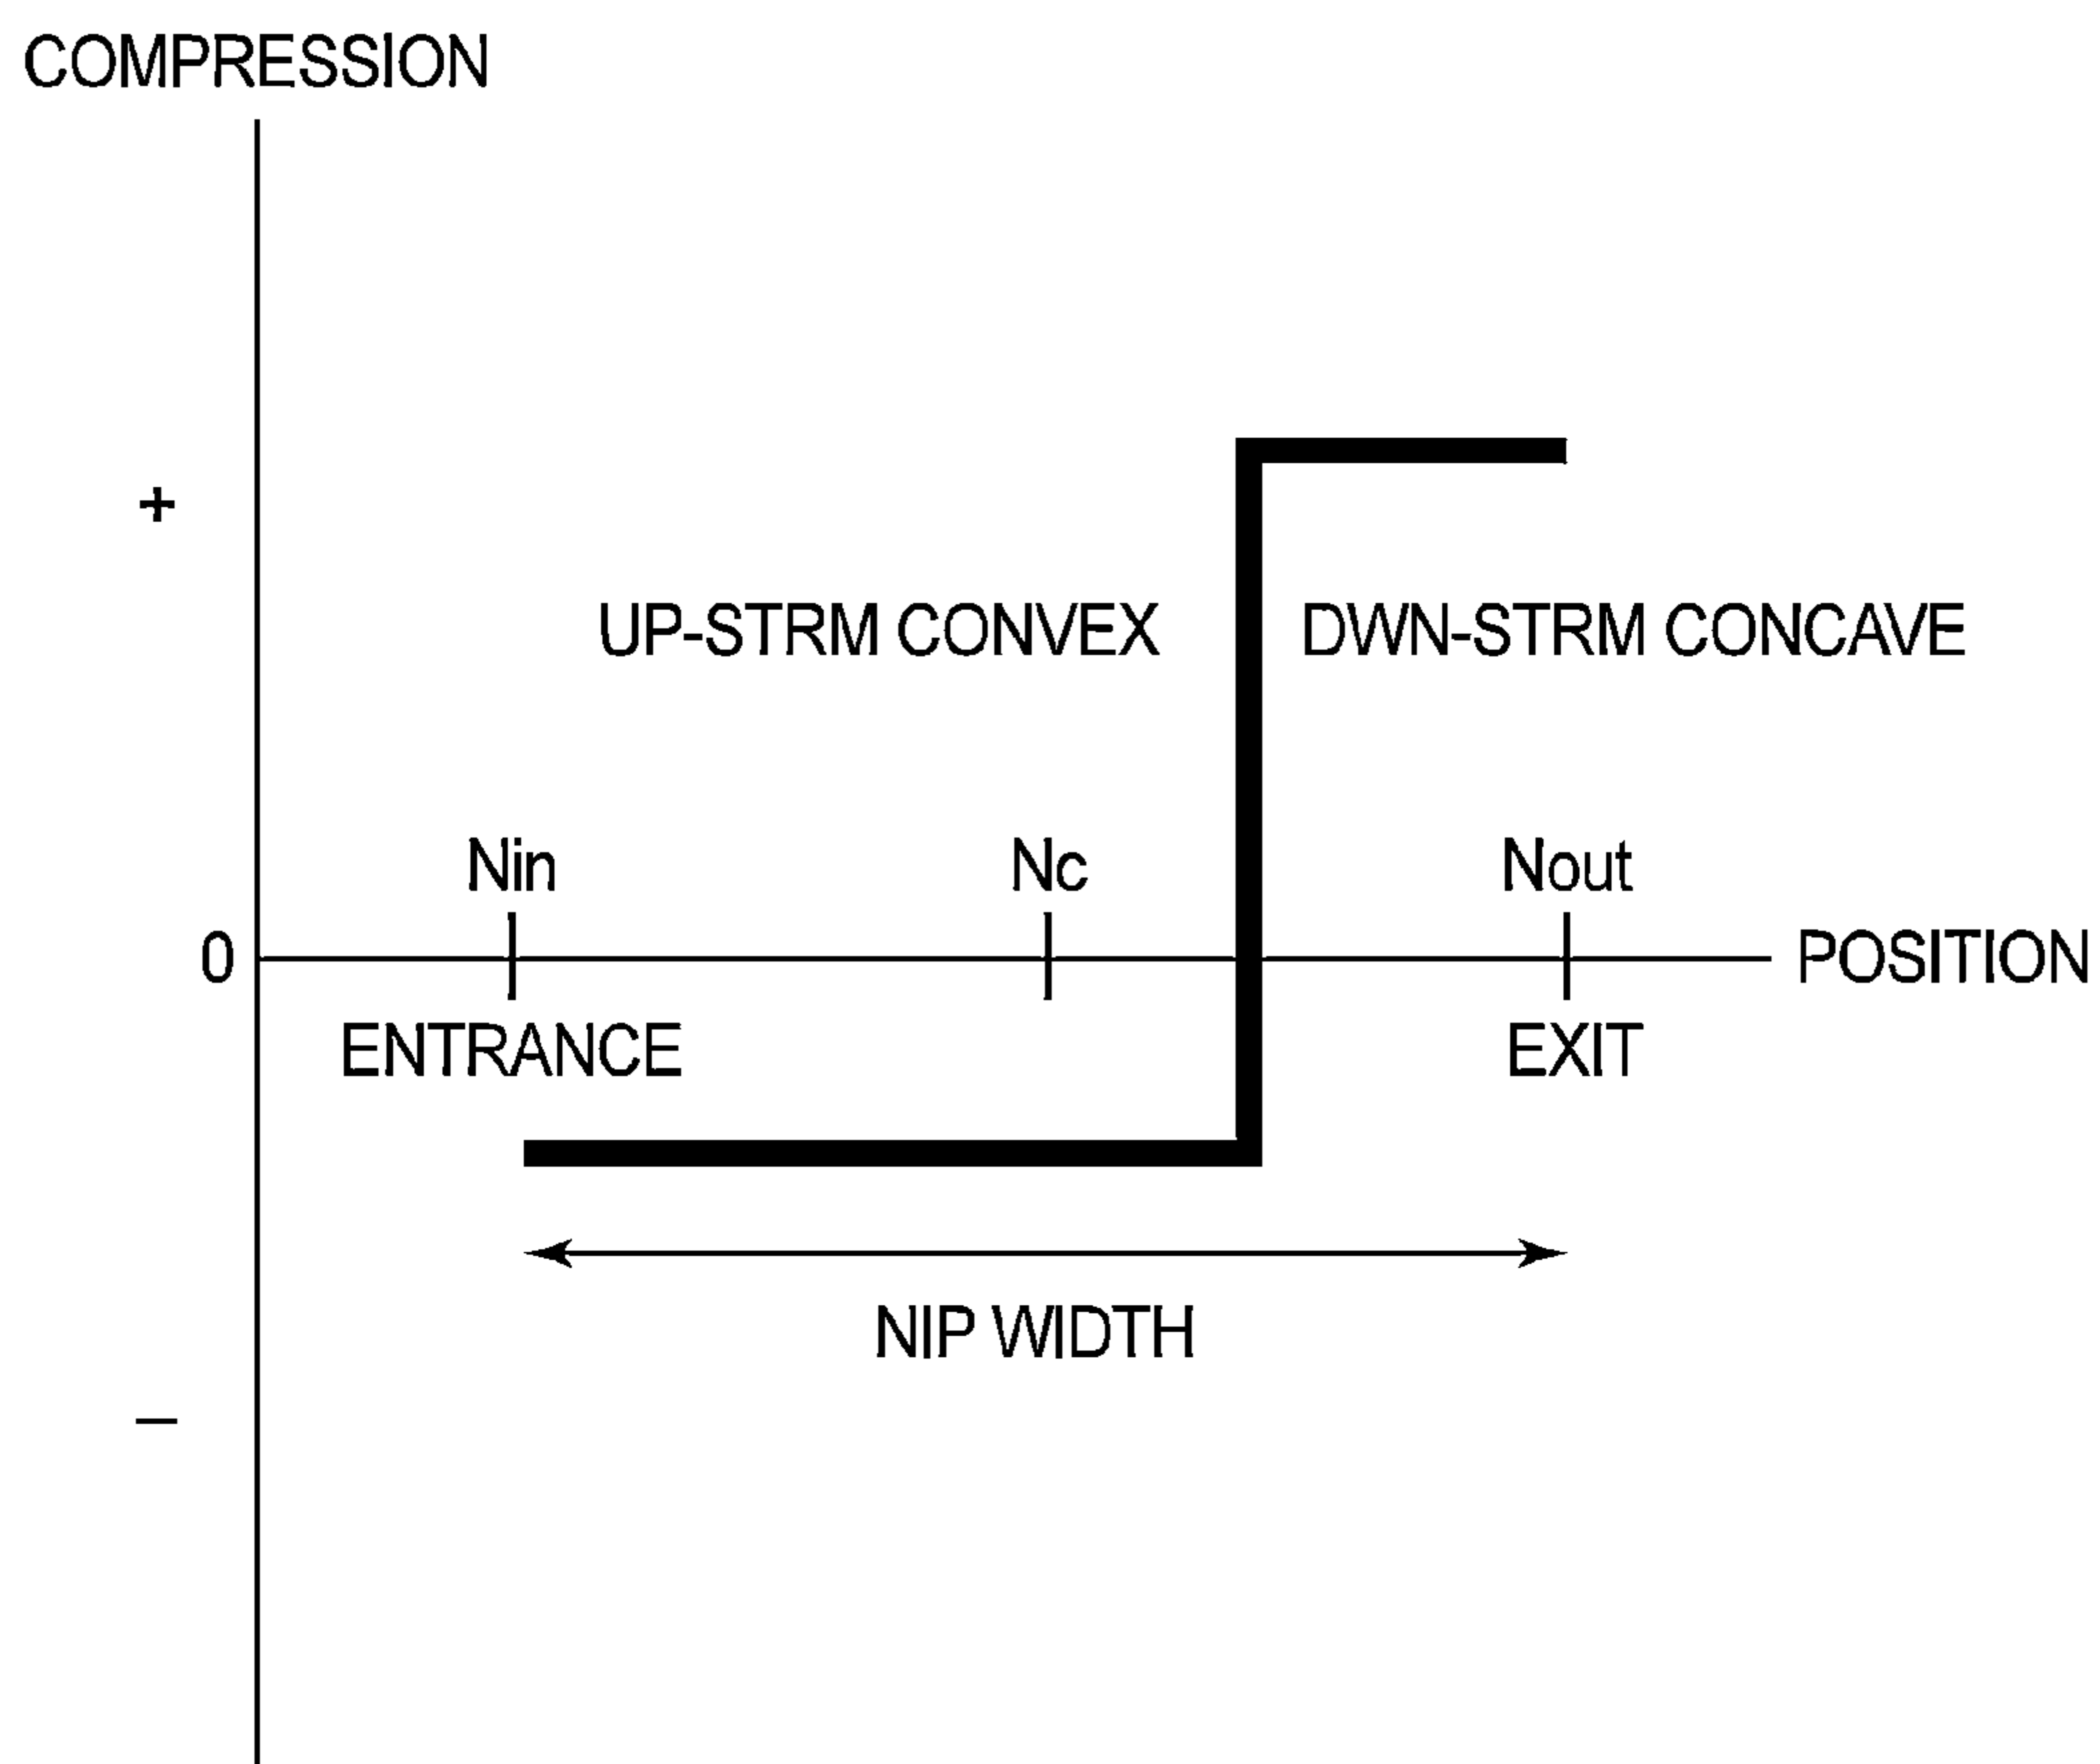 COMPRESSION
+
UP-STRM CONVEX
DWN-STRM CONCAVE
Nin
Nc
Nout
0
POSITION
ENTRANCE
EXIT
NIP WIDTH
−